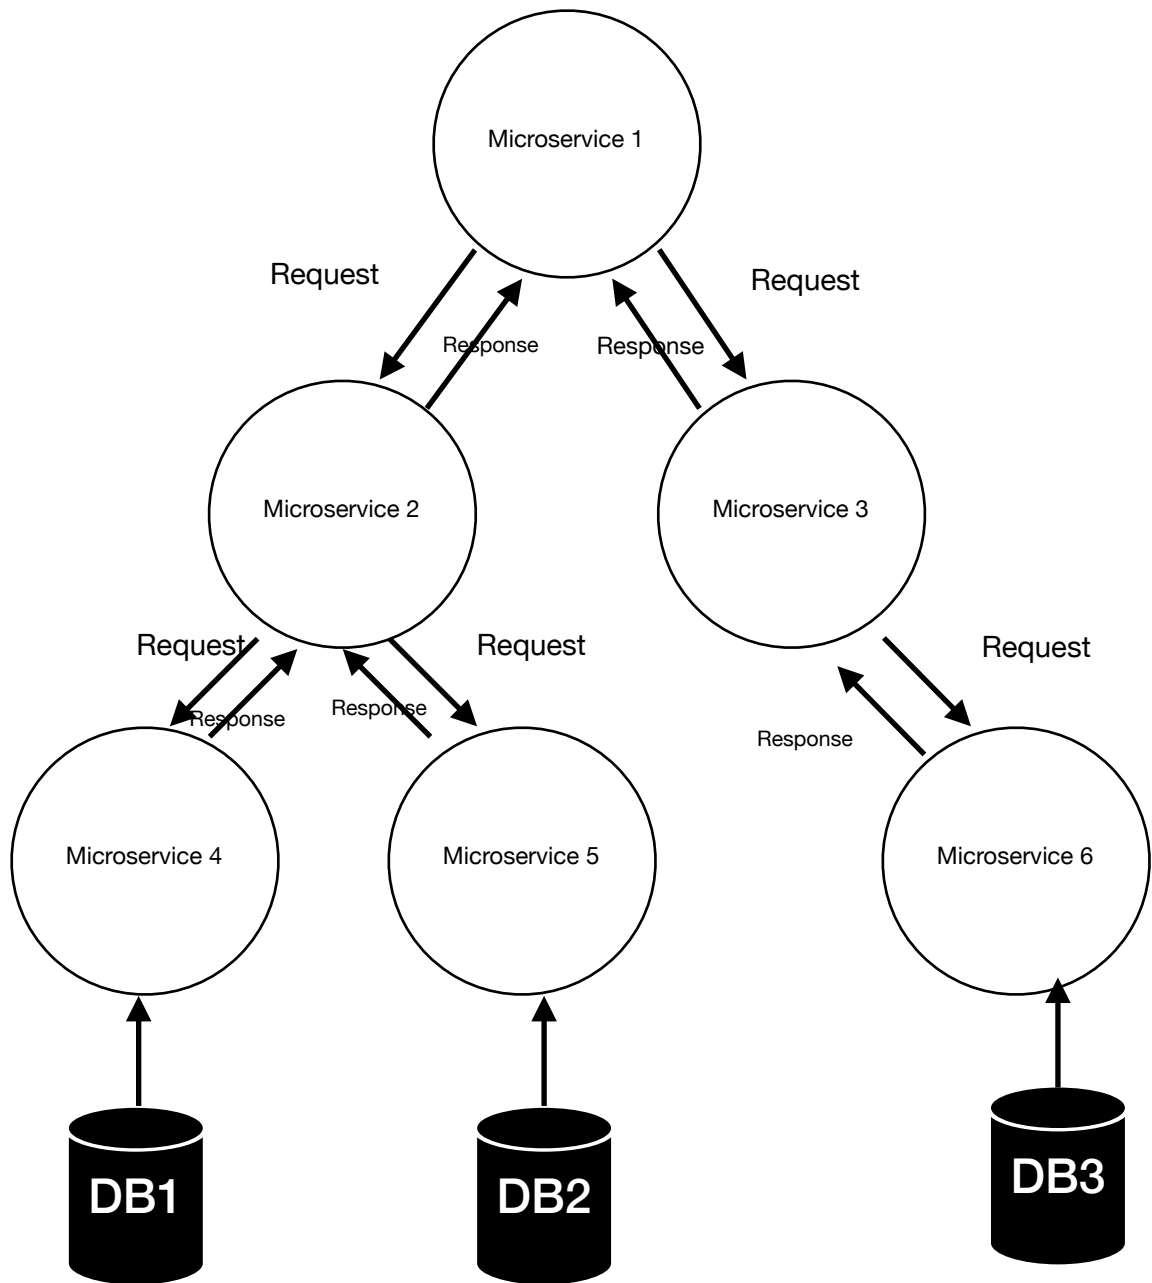 Microservice 1
Request
Request
Response
Response
Microservice 2
Microservice 3
Request
Request
Request
Response
Response
Response
Microservice 4
Microservice 5
Microservice 6
DB1
DB2
DB3